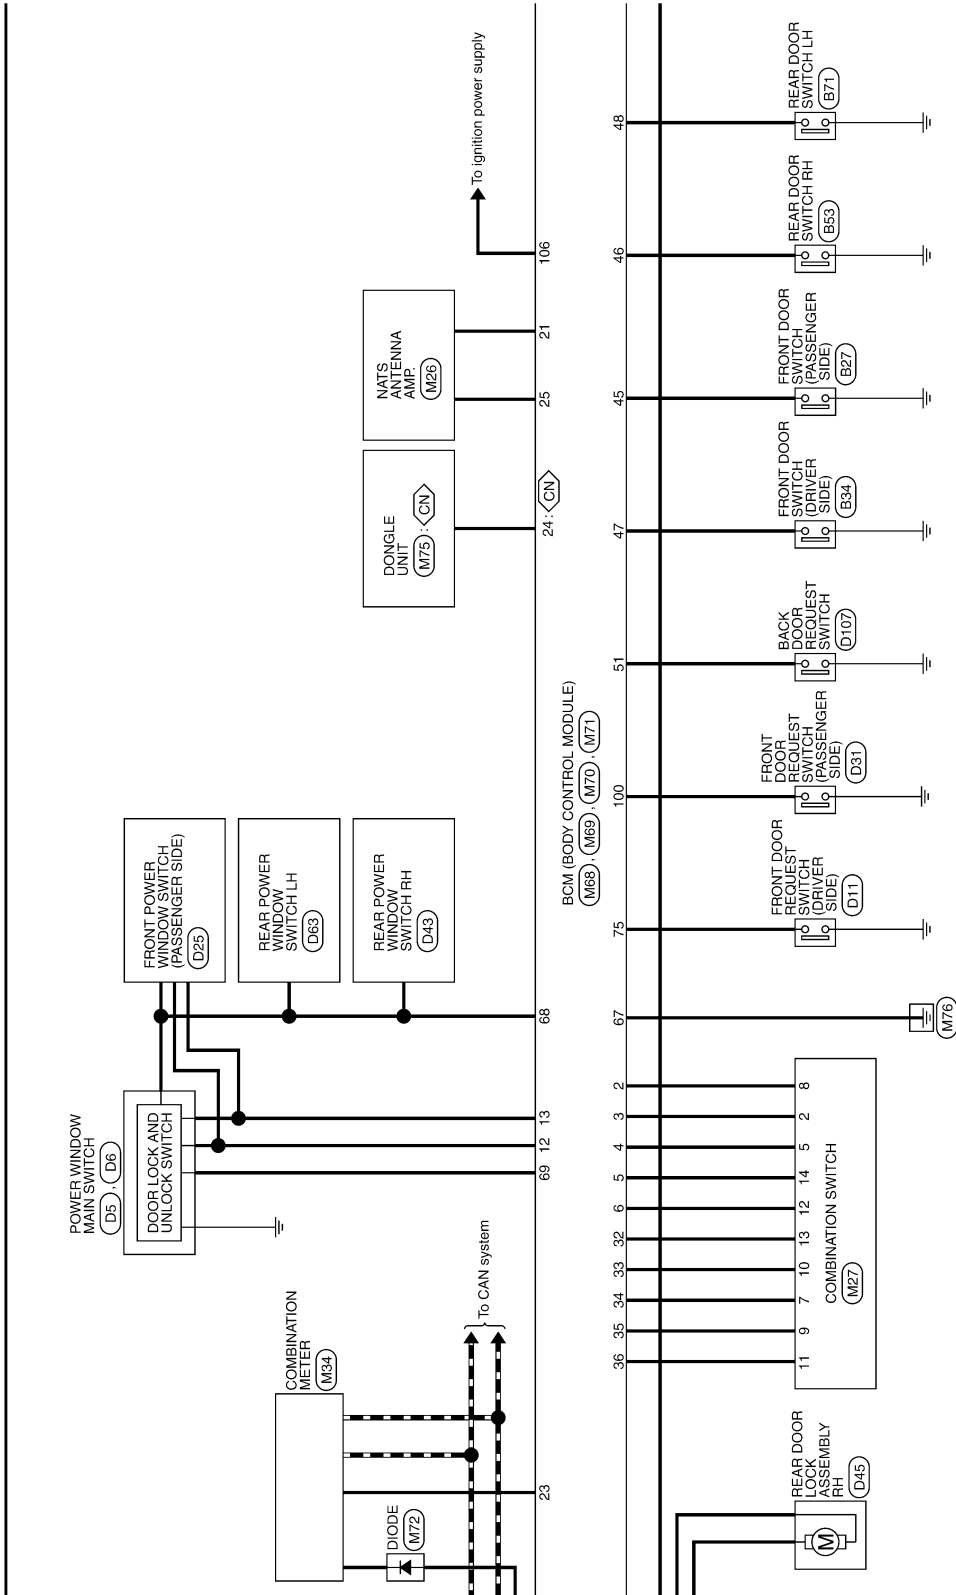 POWER WINDOW
MAIN SWITCH
D5 , D6
DOOR LOCK AND
UNLOCK SWITCH
FRONT POWER
WINDOW SWITCH
(PASSENGER SIDE)
D25
REAR POWER
WINDOW
SWITCH LH
D63
REAR POWER
WINDOW
SWITCH RH
D43
COMBINATION
METER
M34
DIODE
M72
To CAN system
DONGLE
UNIT
M75 : CN
NATS
ANTENNA
AMP.
M26
To ignition power supply
23
69
12
13
68
24 : CN
25
21
106
BCM (BODY CONTROL MODULE)
M68 , M69 , M70 , M71
36
35
34
33
32
6
5
4
3
2
67
75
100
51
47
45
46
48
11
9
7
10
13
12
14
5
2
8
COMBINATION SWITCH
M27
REAR DOOR
LOCK
ASSEMBLY
RH
D45
M
M76
FRONT DOOR
REQUEST
SWITCH
(DRIVER
SIDE)
D11
FRONT
DOOR
REQUEST
SWITCH
(PASSENGER
SIDE)
D31
BACK
DOOR
REQUEST
SWITCH
D107
FRONT DOOR
SWITCH
(DRIVER
SIDE)
B34
FRONT DOOR
SWITCH
(PASSENGER
SIDE)
B27
REAR DOOR
SWITCH RH
B53
REAR DOOR
SWITCH LH
B71